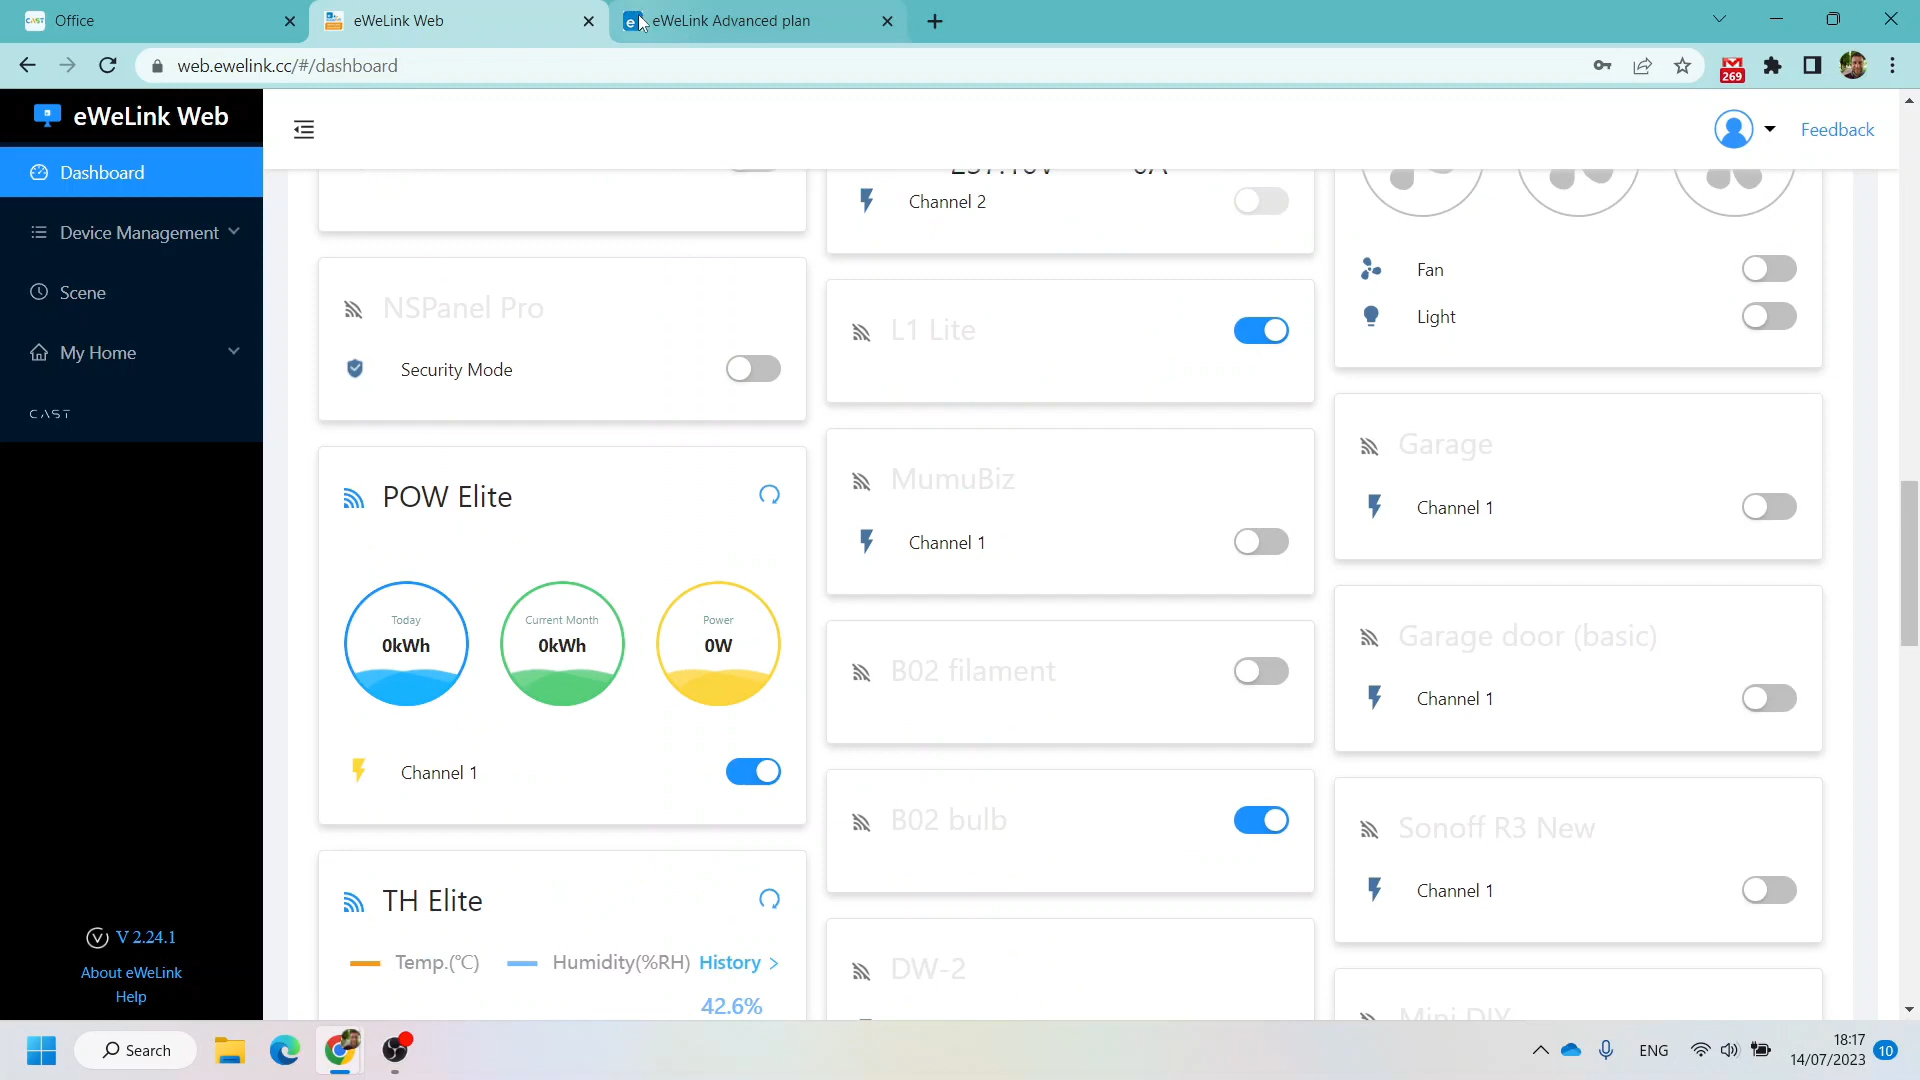 Office
eWeLink Web
eWeLink Advanced plan
web.ewelink.cc/#/dashboard
269
eWeLink Web
Feedback
Dashboard
Device Management
Scene
My Home
CAST
V 2.24.1
About eWeLink
Help
NSPanel Pro
Security Mode
POW Elite
Today
0kWh
Current Month
0kWh
Power
0W
Channel 1
TH Elite
Temp.(℃)
Humidity(%RH)
History >
42.6%
Channel 2
L1 Lite
MumuBiz
Channel 1
B02 filament
B02 bulb
DW-2
Fan
Light
Garage
Channel 1
Garage door (basic)
Channel 1
Sonoff R3 New
Channel 1
Mini DIY
Search
ENG
18:17
14/07/2023
10